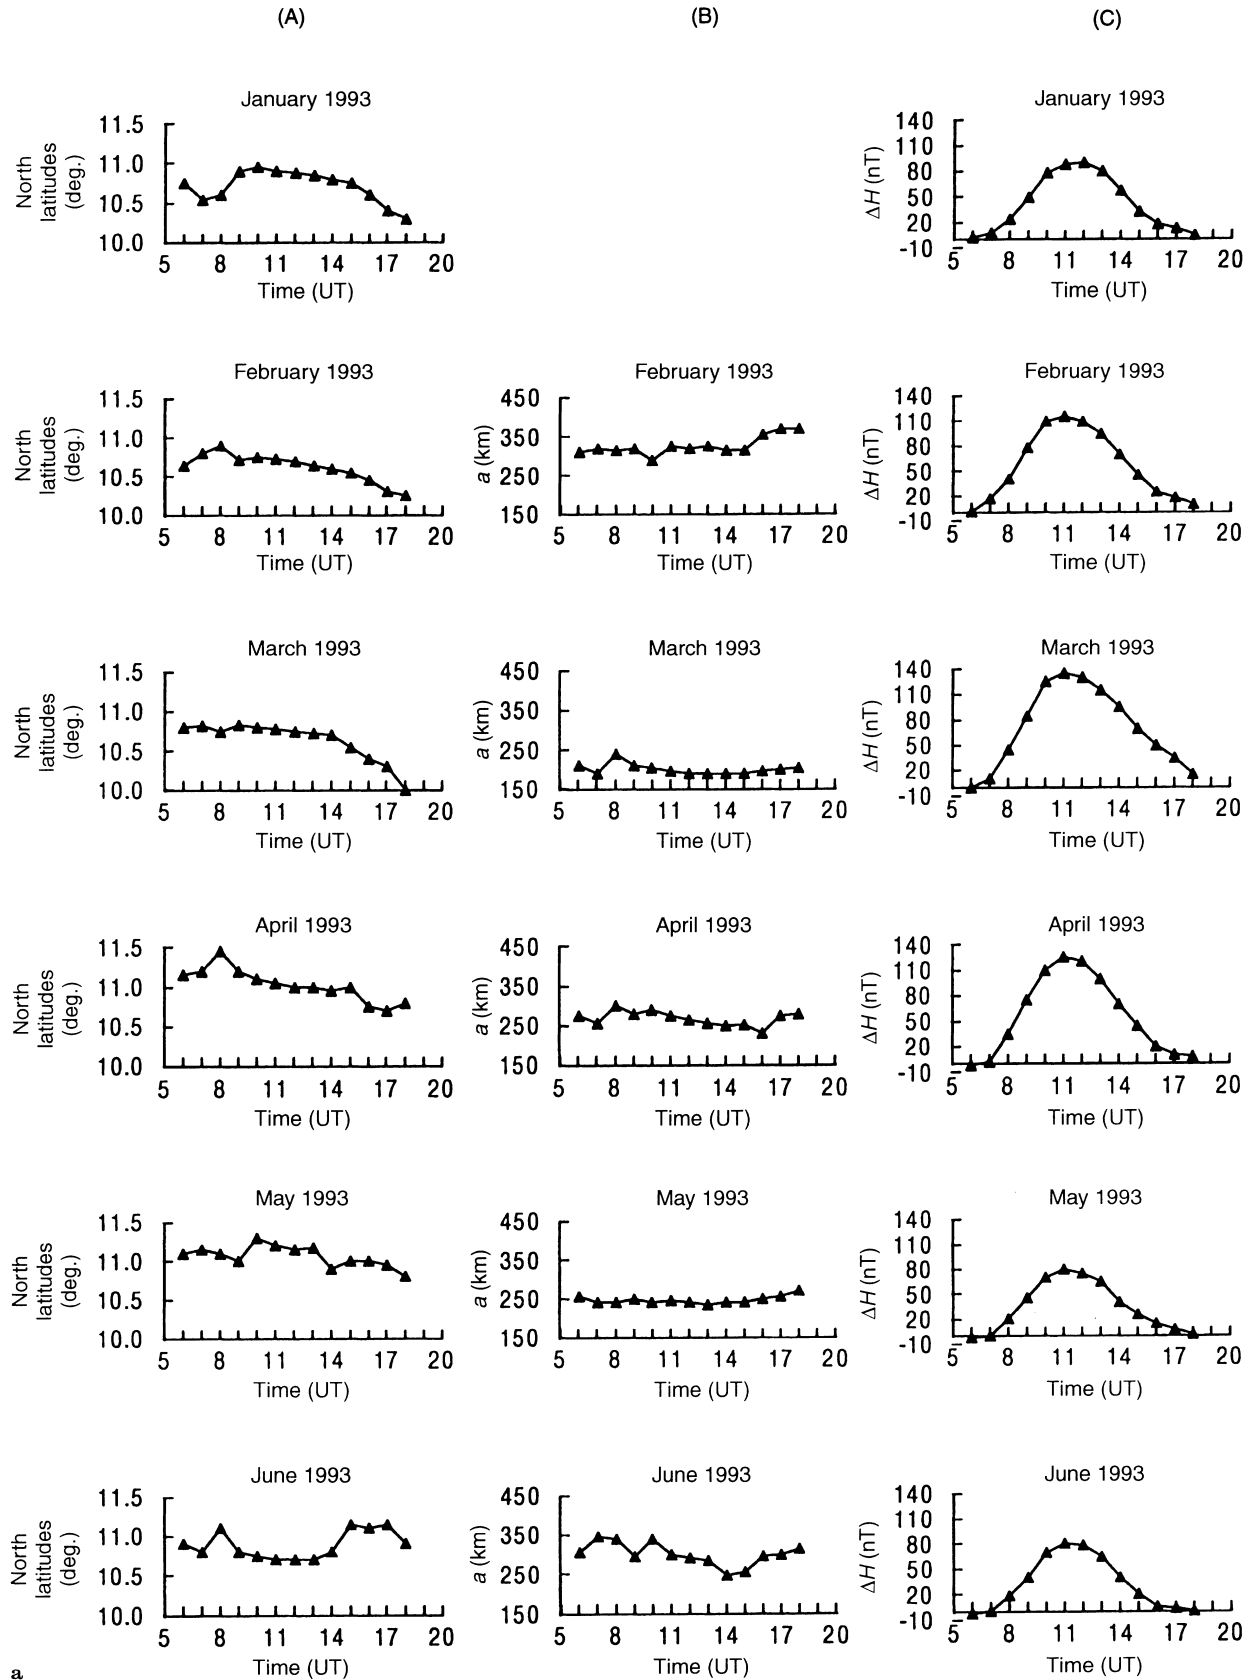 (A) (B) (C)
January 1993 January 1993
North latitudes (deg.)
11.5
11.0
10.5
10.0
5 8 11 14 17 20
Time (UT)
ΔH (nT)
140
110
80
50
20
-10
5 8 11 14 17 20
Time (UT)
February 1993 February 1993 February 1993
North latitudes (deg.)
11.5
11.0
10.5
10.0
5 8 11 14 17 20
Time (UT)
a (km)
450
350
250
150
5 8 11 14 17 20
Time (UT)
ΔH (nT)
140
110
80
50
20
-10
5 8 11 14 17 20
Time (UT)
March 1993 March 1993 March 1993
North latitudes (deg.)
11.5
11.0
10.5
10.0
5 8 11 14 17 20
Time (UT)
a (km)
450
350
250
150
5 8 11 14 17 20
Time (UT)
ΔH (nT)
140
110
80
50
20
-10
5 8 11 14 17 20
Time (UT)
April 1993 April 1993 April 1993
North latitudes (deg.)
11.5
11.0
10.5
10.0
5 8 11 14 17 20
Time (UT)
a (km)
450
350
250
150
5 8 11 14 17 20
Time (UT)
ΔH (nT)
140
110
80
50
20
-10
5 8 11 14 17 20
Time (UT)
May 1993 May 1993 May 1993
North latitudes (deg.)
11.5
11.0
10.5
10.0
5 8 11 14 17 20
Time (UT)
a (km)
450
350
250
150
5 8 11 14 17 20
Time (UT)
ΔH (nT)
140
110
80
50
20
-10
5 8 11 14 17 20
Time (UT)
June 1993 June 1993 June 1993
North latitudes (deg.)
11.5
11.0
10.5
10.0
5 8 11 14 17 20
Time (UT)
a (km)
450
350
250
150
5 8 11 14 17 20
Time (UT)
ΔH (nT)
140
110
80
50
20
-10
5 8 11 14 17 20
Time (UT)
a